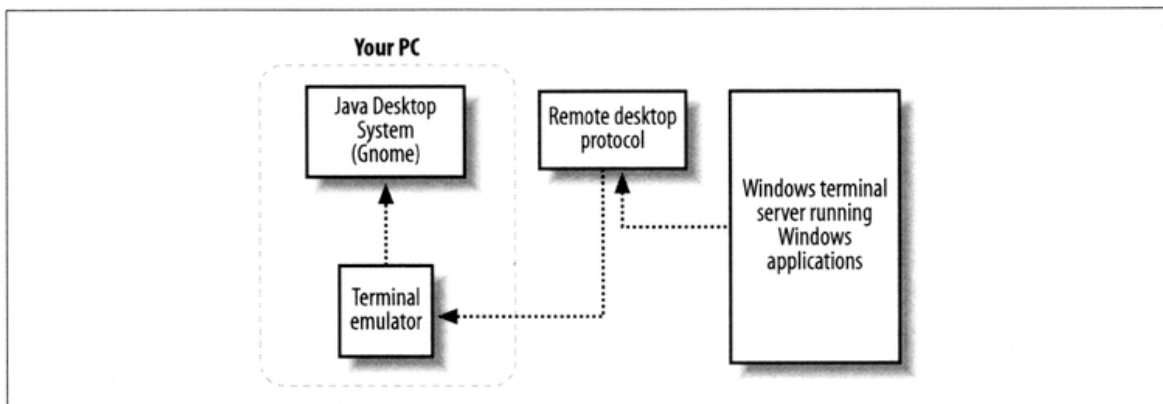 Your PC
Java Desktop
System
(Gnome)
Remote desktop
protocol
Windows terminal
server running
Windows
applications
Terminal
emulator